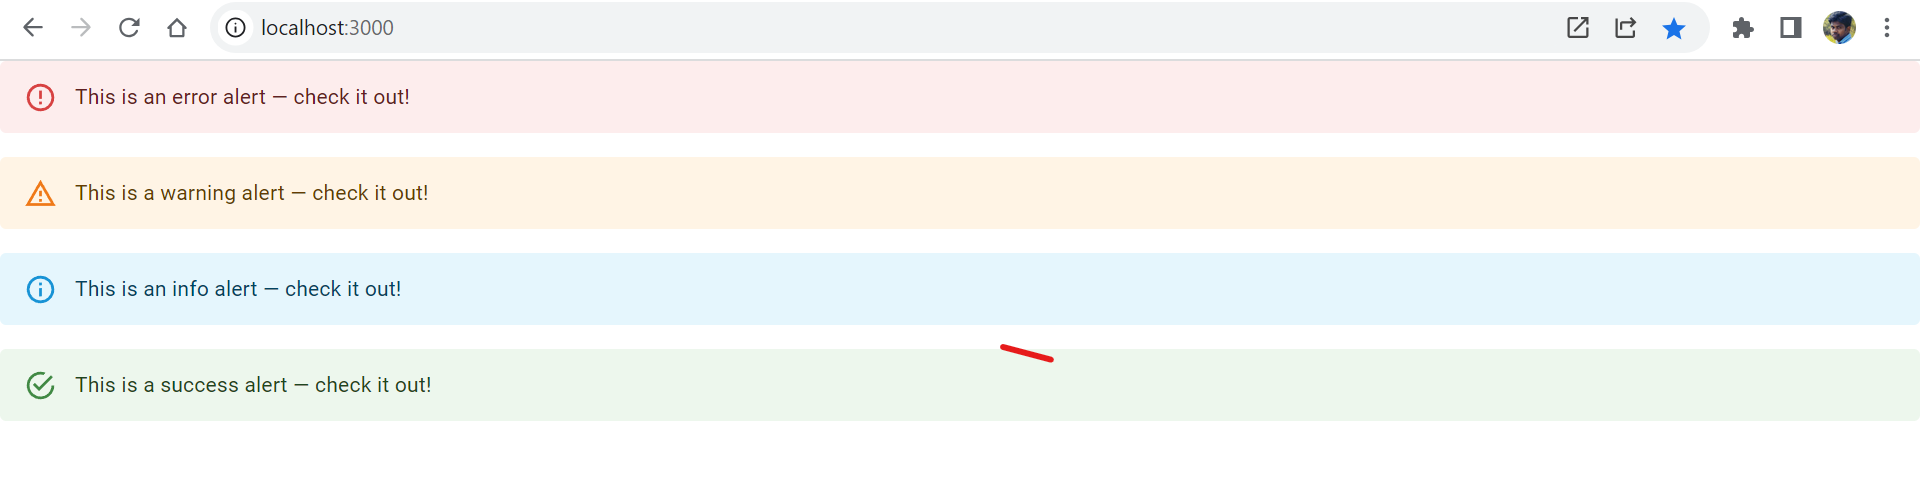 localhost:3000
This is an error alert — check it out!
This is a warning alert — check it out!
This is an info alert — check it out!
This is a success alert — check it out!